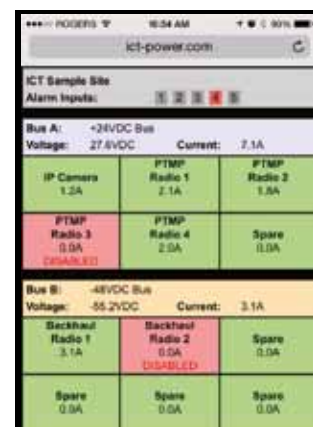 ROGERS 10:34 AM 90%
ict-power.com
ICT Sample Site
Alarm Inputs: 1 2 3 4 5
Bus A: +24VDC Bus
Voltage: 27.6VDC Current: 7.1A
IP Camera
1.2A
PTMP
Radio 1
2.1A
PTMP
Radio 2
1.8A
PTMP
Radio 3
0.0A
DISABLED
PTMP
Radio 4
2.0A
Spare
0.0A
Bus B: -48VDC Bus
Voltage: -55.2VDC Current: 3.1A
Backhaul
Radio 1
3.1A
Backhaul
Radio 2
0.0A
DISABLED
Spare
0.0A
Spare
0.0A
Spare
0.0A
Spare
0.0A